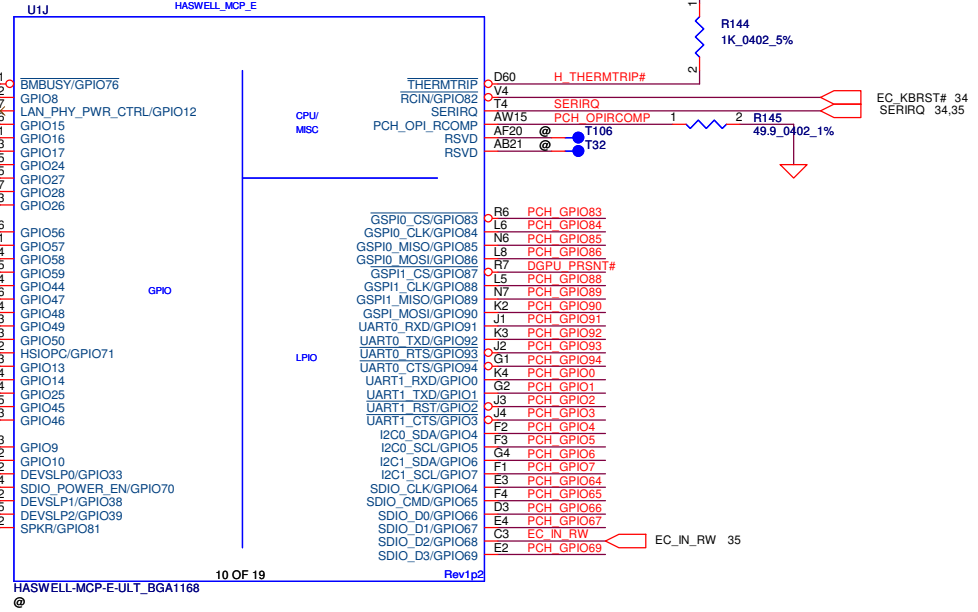 U1J
HASWELL_MCP_E
BMBUSY/GPIO76
GPIO8
LAN_PHY_PWR_CTRL/GPIO12
GPIO15
GPIO16
GPIO17
GPIO24
GPIO27
GPIO28
GPIO26
GPIO56
GPIO57
GPIO58
GPIO59
GPIO44
GPIO47
GPIO48
GPIO49
GPIO50
HSIOPC/GPIO71
GPIO13
GPIO14
GPIO25
GPIO45
GPIO46
GPIO9
GPIO10
DEVSLP0/GPIO33
SDIO_POWER_EN/GPIO70
DEVSLP1/GPIO38
DEVSLP2/GPIO39
SPKR/GPIO81
GPIO
CPU/
MISC
LPIO
1
R144
1K_0402_5%
2
THERMTRIP D60 H_THERMTRIP#
RCIN/GPIO82 V4 EC_KBRST# 34
SERIRQ T4 SERIRQ SERIRQ 34,35
PCH_OPI_RCOMP AW15 PCH_OPIRCOMP 1 2 R145
49.9_0402_1%
RSVD AF20 @ T106
RSVD AB21 @ T32
GSPI0_CS/GPIO83 R6 PCH_GPIO83
GSPI0_CLK/GPIO84 L6 PCH_GPIO84
GSPI0_MISO/GPIO85 N6 PCH_GPIO85
GSPI0_MOSI/GPIO86 L8 PCH_GPIO86
GSPI1_CS/GPIO87 R7 DGPU_PRSNT#
GSPI1_CLK/GPIO88 L5 PCH_GPIO88
GSPI1_MISO/GPIO89 N7 PCH_GPIO89
GSPI_MOSI/GPIO90 K2 PCH_GPIO90
UART0_RXD/GPIO91 J1 PCH_GPIO91
UART0_TXD/GPIO92 K3 PCH_GPIO92
UART0_RTS/GPIO93 J2 PCH_GPIO93
UART0_CTS/GPIO94 G1 PCH_GPIO94
UART1_RXD/GPIO0 K4 PCH_GPIO0
UART1_TXD/GPIO1 G2 PCH_GPIO1
UART1_RST/GPIO2 J3 PCH_GPIO2
UART1_CTS/GPIO3 J4 PCH_GPIO3
I2C0_SDA/GPIO4 F2 PCH_GPIO4
I2C0_SCL/GPIO5 F3 PCH_GPIO5
I2C1_SDA/GPIO6 G4 PCH_GPIO6
I2C1_SCL/GPIO7 F1 PCH_GPIO7
SDIO_CLK/GPIO64 E3 PCH_GPIO64
SDIO_CMD/GPIO65 F4 PCH_GPIO65
SDIO_D0/GPIO66 D3 PCH_GPIO66
SDIO_D1/GPIO67 E4 PCH_GPIO67
SDIO_D2/GPIO68 C3 EC_IN_RW EC_IN_RW 35
SDIO_D3/GPIO69 E2 PCH_GPIO69
10 OF 19
Rev1p2
HASWELL-MCP-E-ULT_BGA1168
@